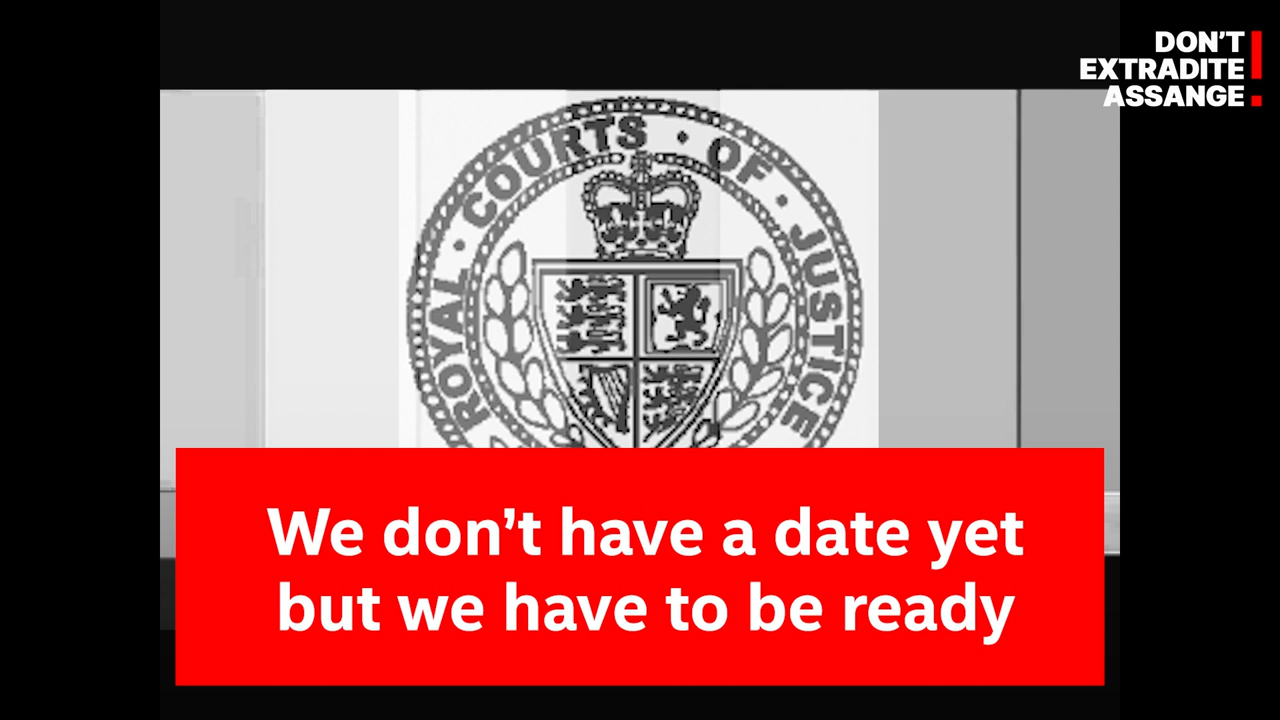 DON'T
EXTRADITE
ASSANGE!
ROYAL · COURTS · OF · JUSTICE
We don't have a date yet
but we have to be ready